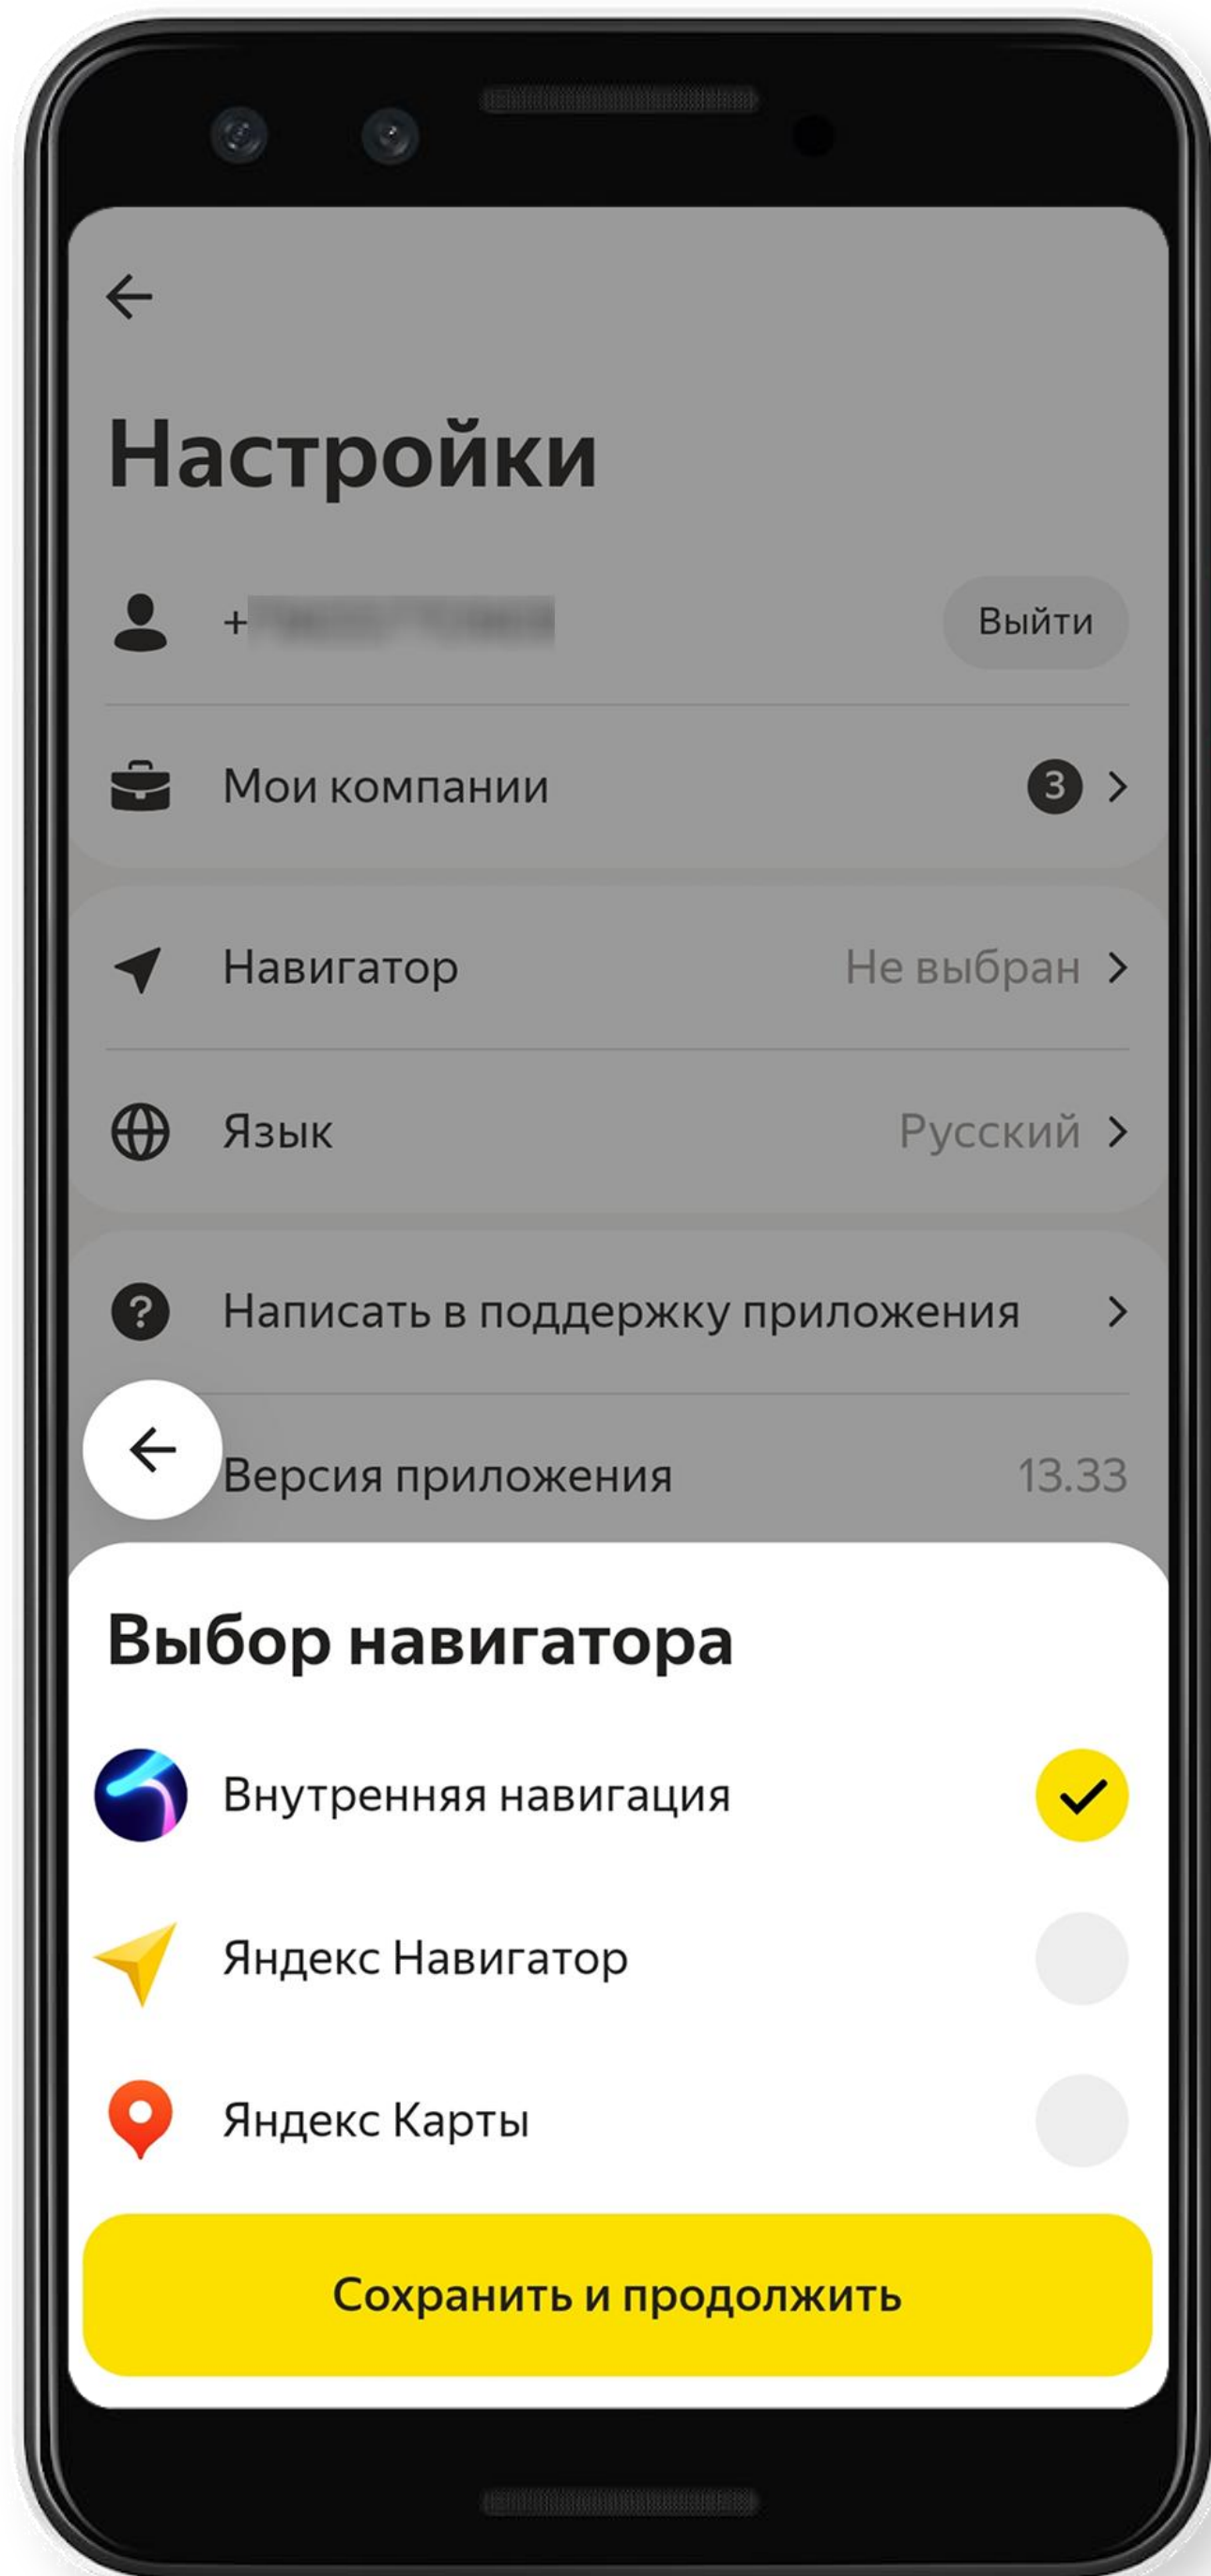 Настройки
+
Выйти
Мои компании
3
Навигатор
Не выбран
Язык
Русский
Написать в поддержку приложения
Версия приложения
13.33
Выбор навигатора
Внутренняя навигация
Яндекс Навигатор
Яндекс Карты
Сохранить и продолжить